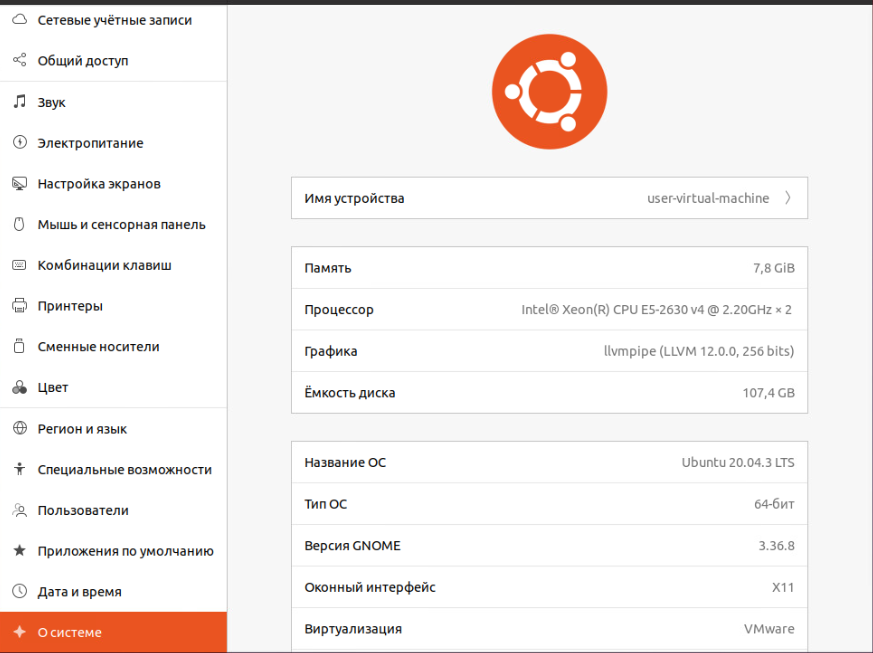 Сетевые учётные записи
Общий доступ
Звук
Электропитание
Настройка экранов
Мышь и сенсорная панель
Комбинации клавиш
Принтеры
Сменные носители
Цвет
Регион и язык
Специальные возможности
Пользователи
Приложения по умолчанию
Дата и время
О системе
Имя устройства user-virtual-machine
Память 7,8 GiB
Процессор Intel® Xeon(R) CPU E5-2630 v4 @ 2.20GHz × 2
Графика llvmpipe (LLVM 12.0.0, 256 bits)
Ёмкость диска 107,4 GB
Название ОС Ubuntu 20.04.3 LTS
Тип ОС 64-бит
Версия GNOME 3.36.8
Оконный интерфейс X11
Виртуализация VMware